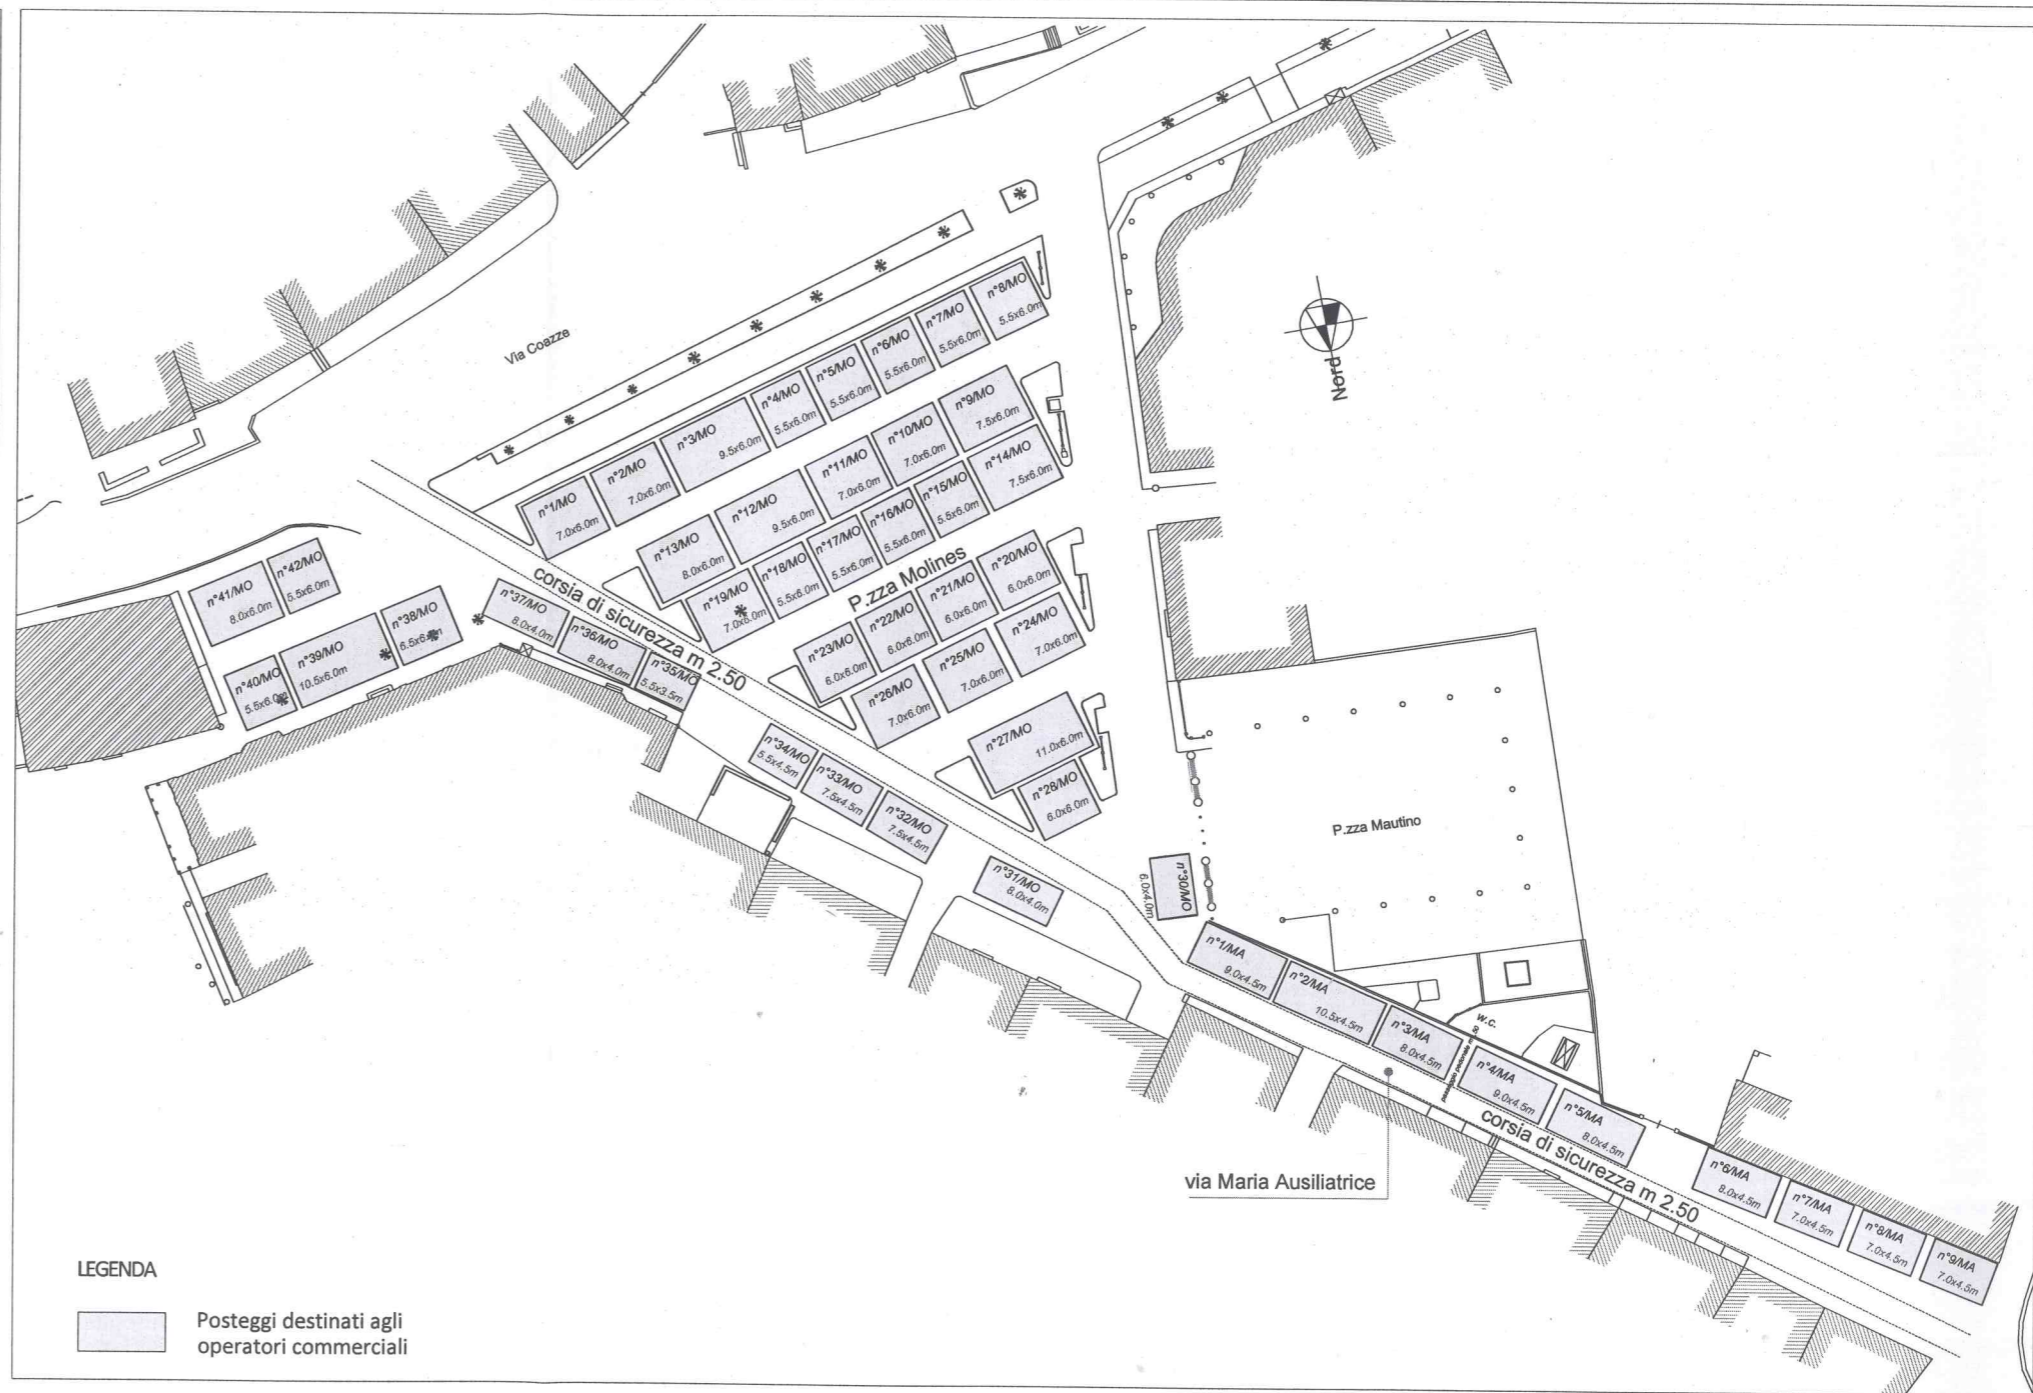 Via Coazze
Nord
n°1/MO
7.0x6.0m
n°2/MO
7.0x6.0m
n°3/MO
9.5x6.0m
n°4/MO
5.5x6.0m
n°5/MO
5.5x6.0m
n°6/MO
5.5x6.0m
n°7/MO
5.5x6.0m
n°8/MO
5.5x6.0m
n°9/MO
7.5x6.0m
n°10/MO
7.0x6.0m
n°11/MO
7.0x6.0m
n°12/MO
9.5x6.0m
n°13/MO
8.0x6.0m
n°14/MO
7.5x6.0m
n°15/MO
5.5x6.0m
n°16/MO
5.5x6.0m
n°17/MO
5.5x6.0m
n°18/MO
5.5x6.0m
n°19/MO
7.0x6.0m
P.zza Molines
n°20/MO
6.0x6.0m
n°21/MO
6.0x6.0m
n°22/MO
6.0x6.0m
n°23/MO
6.0x6.0m
n°24/MO
7.0x6.0m
n°25/MO
7.0x6.0m
n°26/MO
7.0x6.0m
n°27/MO
11.0x6.0m
n°28/MO
6.0x6.0m
n°30/MO
6.0x4.0m
n°31/MO
8.0x4.0m
n°32/MO
7.5x4.5m
n°33/MO
7.5x4.5m
n°34/MO
5.5x4.5m
n°35/MO
5.5x3.5m
n°36/MO
8.0x4.0m
n°37/MO
8.0x4.0m
n°38/MO
n°39/MO
10.5x6.0m
n°40/MO
5.5x6.0m
n°41/MO
8.0x6.0m
n°42/MO
5.5x6.0m
corsia di sicurezza m 2.50
P.zza Mautino
n°1/MA
9.0x4.5m
n°2/MA
10.5x4.5m
n°3/MA
8.0x4.5m
w.c.
passaggio pedonale
n°4/MA
9.0x4.5m
n°5/MA
8.0x4.5m
n°6/MA
8.0x4.5m
n°7/MA
7.0x4.5m
n°8/MA
7.0x4.5m
n°9/MA
7.0x4.5m
corsia di sicurezza m 2.50
via Maria Ausiliatrice
LEGENDA
Posteggi destinati agli
operatori commerciali